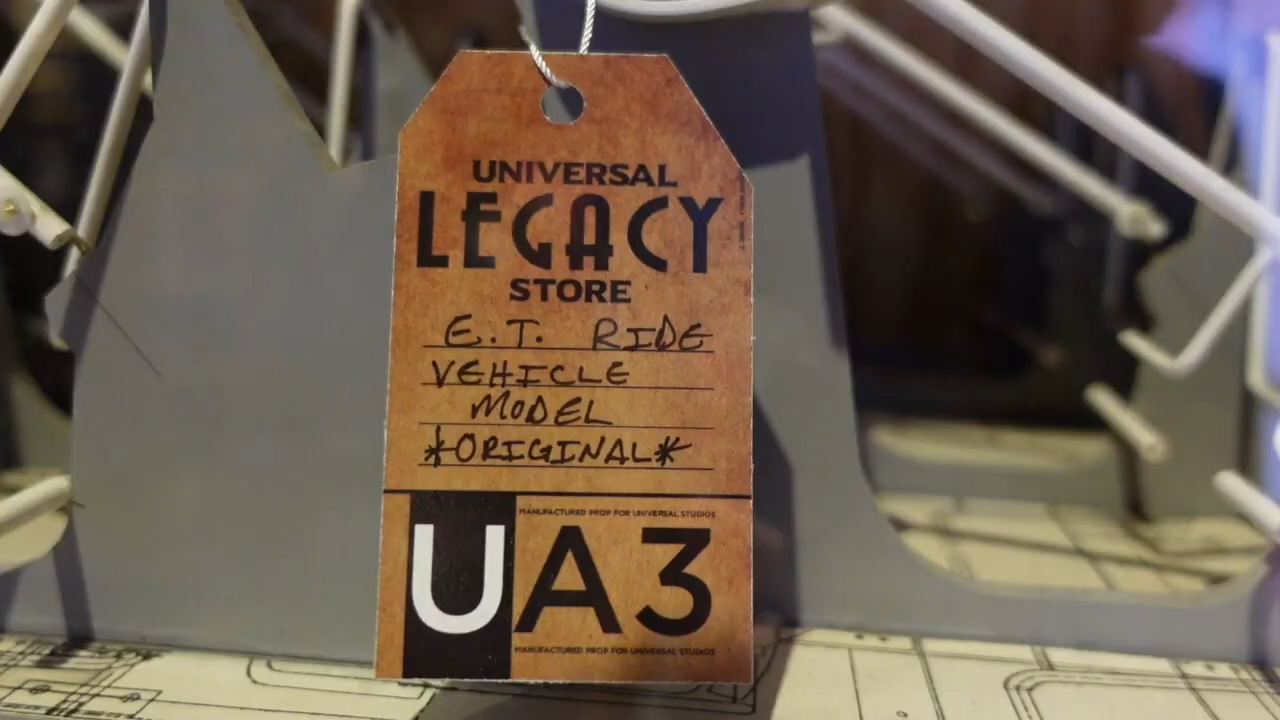 UNIVERSAL
LEGACY
STORE
E.T. RIDE
VEHICLE
MODEL
*ORIGINAL*
MANUFACTURED PROP FOR UNIVERSAL STUDIOS
UA3
MANUFACTURED PROP FOR UNIVERSAL STUDIOS